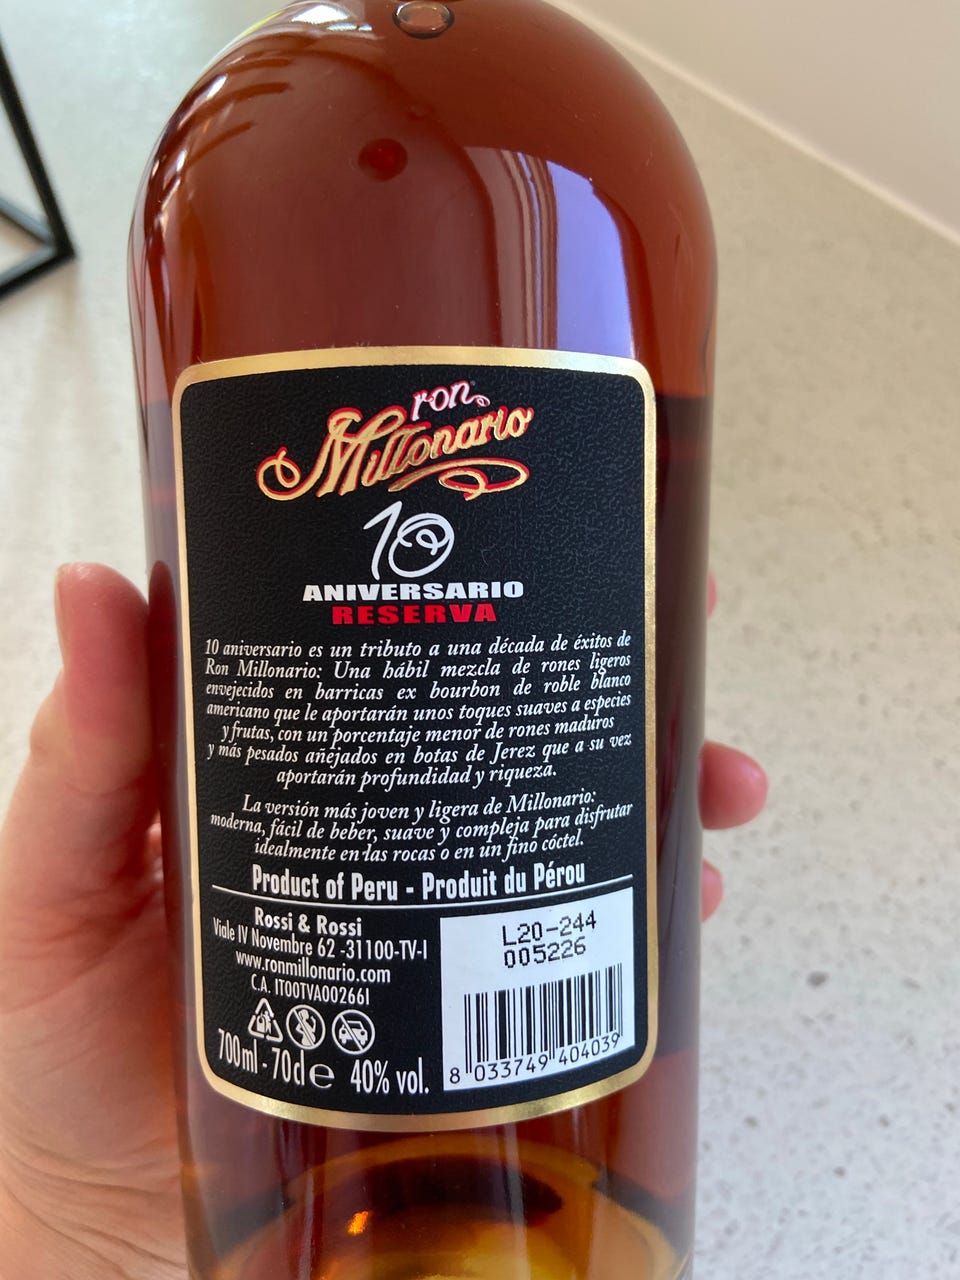 ron
Millonario
10
ANIVERSARIO
RESERVA
10 aniversario es un tributo a una década de éxitos de
Ron Millonario: Una hábil mezcla de rones ligeros
envejecidos en barricas ex bourbon de roble blanco
americano que le aportarán unos toques suaves a especies
y frutas, con un porcentaje menor de rones maduros
y más pesados añejados en botas de Jerez que a su vez
aportarán profundidad y riqueza.
La versión más joven y ligera de Millonario:
moderna, fácil de beber, suave y compleja para disfrutar
idealmente en las rocas o en un fino cóctel.
Product of Peru - Produit du Pérou
Rossi & Rossi
Viale IV Novembre 62 -31100-TV-I
www.ronmillonario.com
C.A. IT00TVA00266I
700ml - 70cl e 40% vol.
L20-244
005226
8 033749 404039